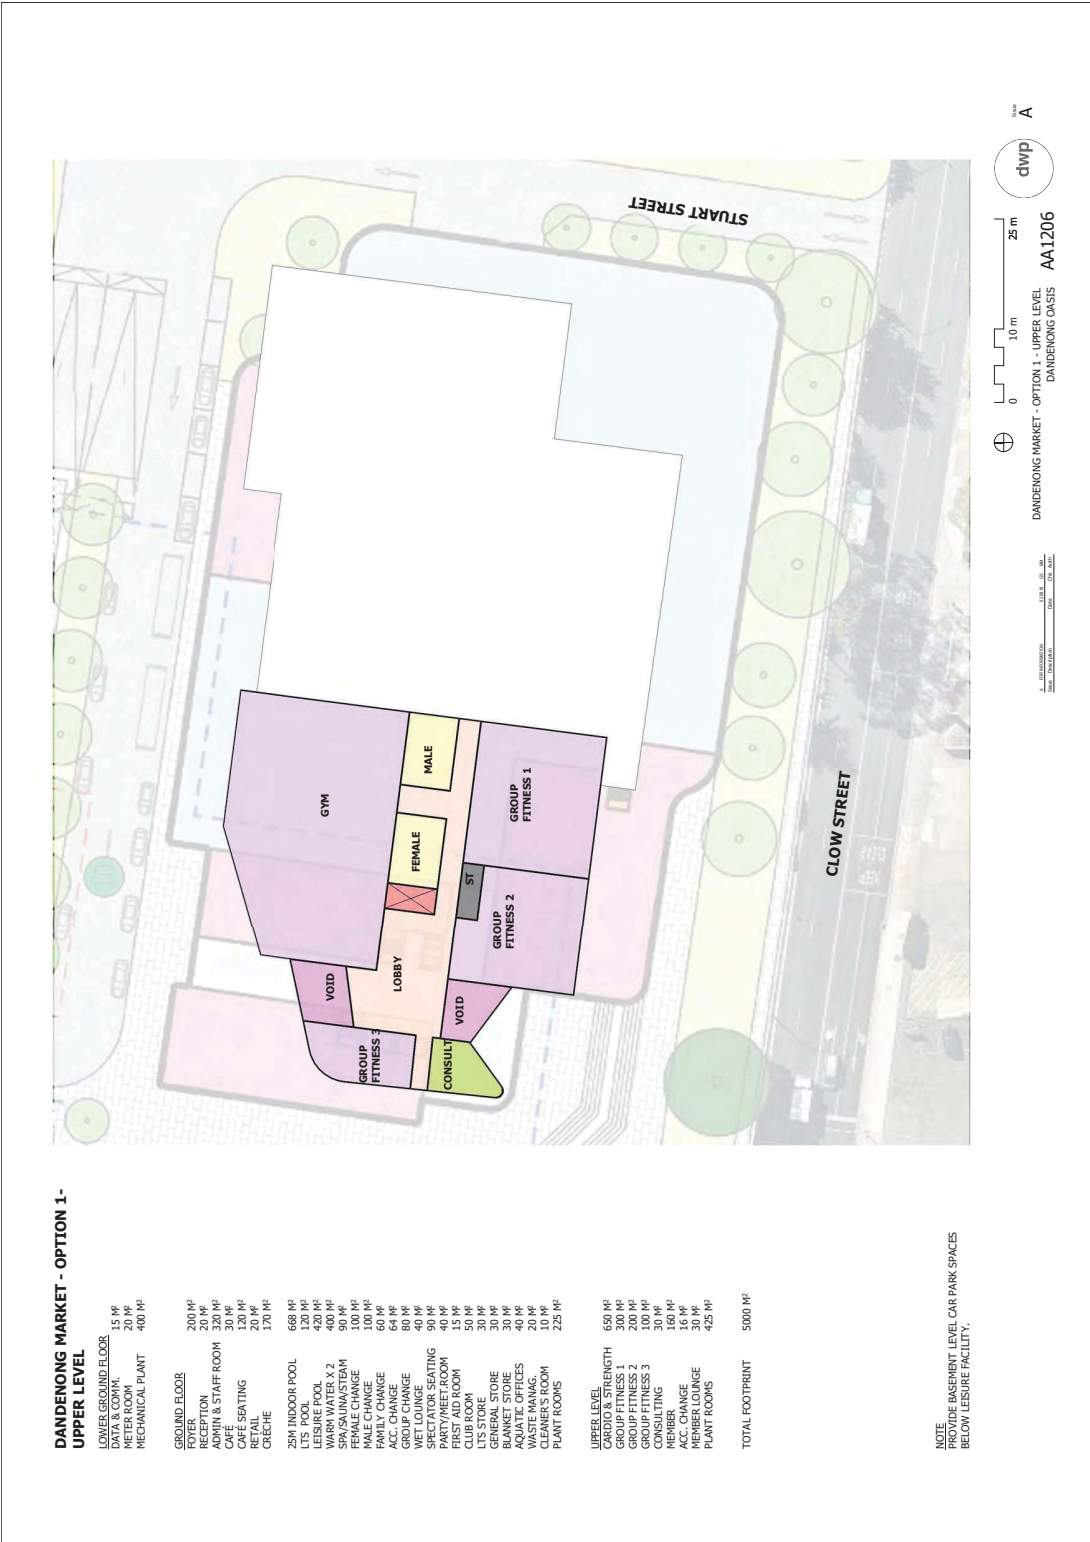 DANDENONG MARKET - OPTION 1-
UPPER LEVEL
LOWER GROUND FLOOR
DATA & COMM. 15 M²
METER ROOM 20 M²
MECHANICAL PLANT 400 M²
GROUND FLOOR
FOYER 200 M²
RECEPTION 20 M²
ADMIN & STAFF ROOM 320 M²
CAFÉ 30 M²
CAFÉ SEATING 120 M²
RETAIL 20 M²
CRÈCHE 170 M²
25M INDOOR POOL 668 M²
LTS POOL 120 M²
LEISURE POOL 420 M²
WARM WATER X 2 400 M²
SPA/SAUNA/STEAM 90 M²
FEMALE CHANGE 100 M²
MALE CHANGE 100 M²
FAMILY CHANGE 60 M²
ACC. CHANGE 64 M²
GROUP CHANGE 80 M²
WET LOUNGE 40 M²
SPECTATOR SEATING 90 M²
PARTY/MEET.ROOM 40 M²
FIRST AID ROOM 15 M²
CLUB ROOM 50 M²
LTS STORE 30 M²
GENERAL STORE 30 M²
BLANKET STORE 30 M²
AQUATIC OFFICES 40 M²
WASTE MANAG. 20 M²
CLEANER'S ROOM 10 M²
PLANT ROOMS 225 M²
UPPER LEVEL
CARDIO & STRENGTH 650 M²
GROUP FITNESS 1 300 M²
GROUP FITNESS 2 200 M²
GROUP FITNESS 3 100 M²
CONSULTING 30 M²
MEMBER 160 M²
ACC. CHANGE 16 M²
MEMBER LOUNGE 30 M²
PLANT ROOMS 425 M²
TOTAL FOOTPRINT 5000 M²
NOTE
PROVIDE BASEMENT LEVEL CAR PARK SPACES
BELOW LEISURE FACILITY.
GYM
MALE
FEMALE
VOID
LOBBY
ST
GROUP
FITNESS 1
GROUP
FITNESS 2
GROUP
FITNESS 3
VOID
CONSULT
STUART STREET
CLOW STREET
A FOR INFORMATION
Issue Description Date Chk Auth
0 10 m 25 m
DANDENONG MARKET - OPTION 1 - UPPER LEVEL
DANDENONG OASIS
AA1206
dwp
Issue
A